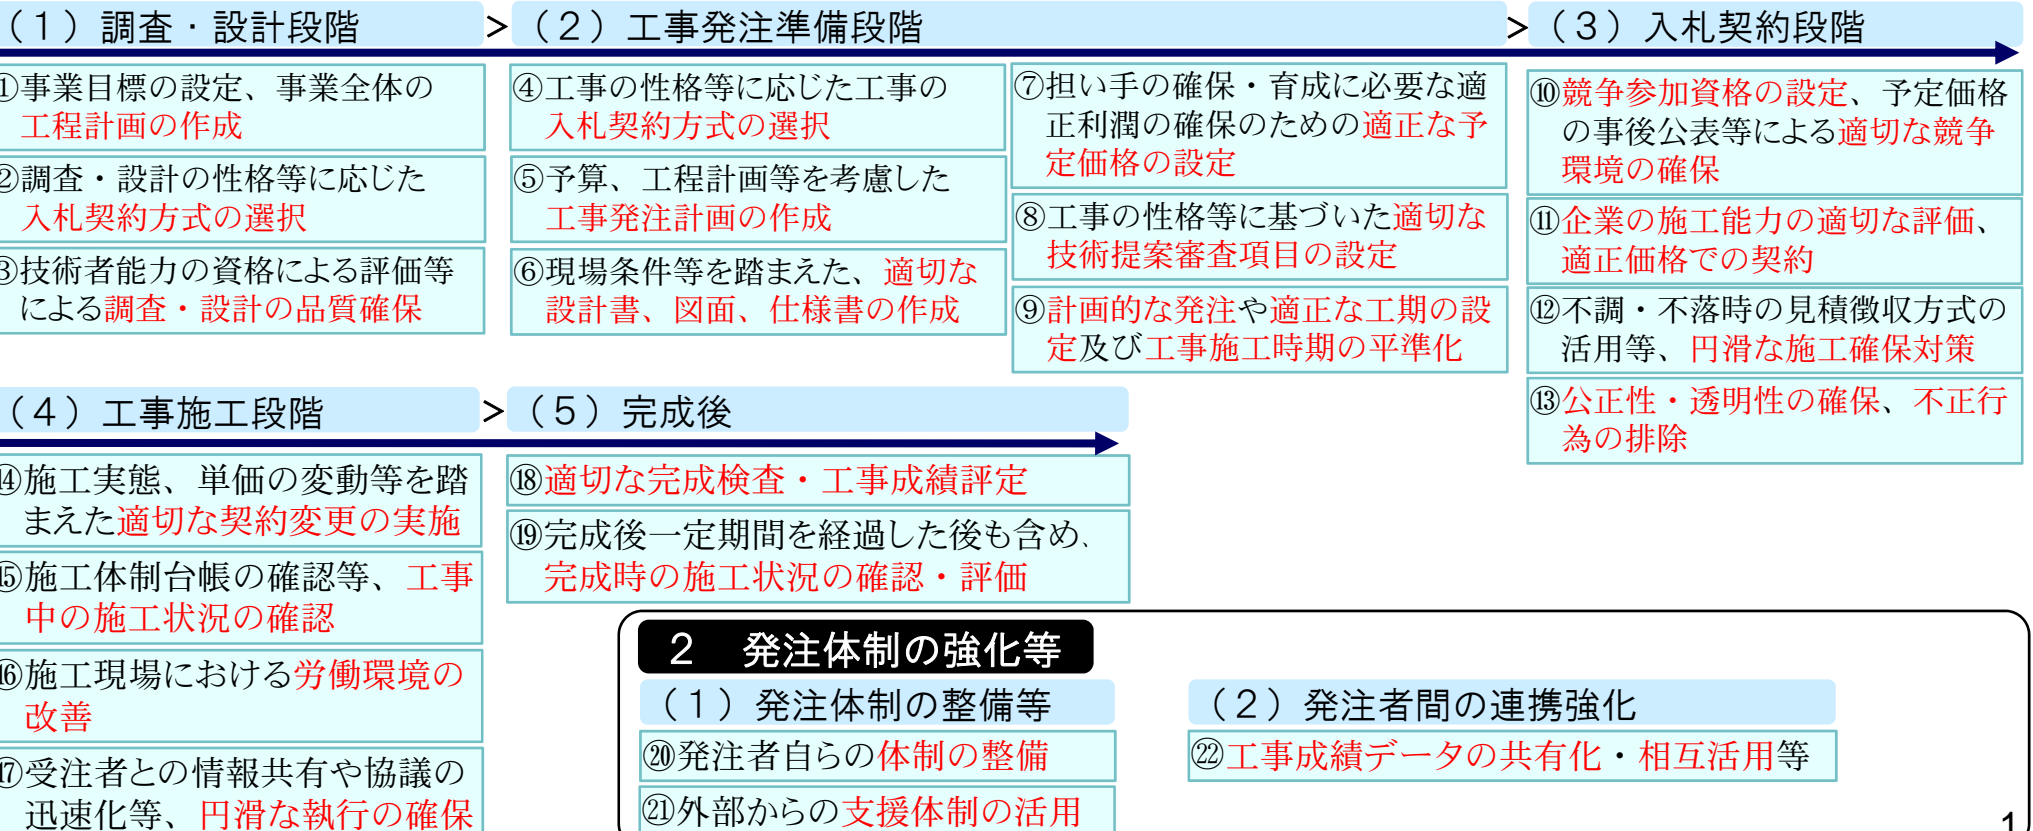 （１）調査・設計段階
>
（２）工事発注準備段階
>
（３）入札契約段階
①事業目標の設定、事業全体の
工程計画の作成
②調査・設計の性格等に応じた
入札契約方式の選択
③技術者能力の資格による評価等
による調査・設計の品質確保
④工事の性格等に応じた工事の
入札契約方式の選択
⑤予算、工程計画等を考慮した
工事発注計画の作成
⑥現場条件等を踏まえた、適切な
設計書、図面、仕様書の作成
⑦担い手の確保・育成に必要な適
正利潤の確保のための適正な予
定価格の設定
⑧工事の性格等に基づいた適切な
技術提案審査項目の設定
⑨計画的な発注や適正な工期の設
定及び工事施工時期の平準化
⑩競争参加資格の設定、予定価格
の事後公表等による適切な競争
環境の確保
⑪企業の施工能力の適切な評価、
適正価格での契約
⑫不調・不落時の見積徴収方式の
活用等、円滑な施工確保対策
⑬公正性・透明性の確保、不正行
為の排除
（４）工事施工段階
>
（５）完成後
⑭施工実態、単価の変動等を踏
まえた適切な契約変更の実施
⑮施工体制台帳の確認等、工事
中の施工状況の確認
⑯施工現場における労働環境の
改善
⑰受注者との情報共有や協議の
迅速化等、円滑な執行の確保
⑱適切な完成検査・工事成績評定
⑲完成後一定期間を経過した後も含め、
完成時の施工状況の確認・評価
２　発注体制の強化等
（１）発注体制の整備等
⑳発注者自らの体制の整備
㉑外部からの支援体制の活用
（２）発注者間の連携強化
㉒工事成績データの共有化・相互活用等
1